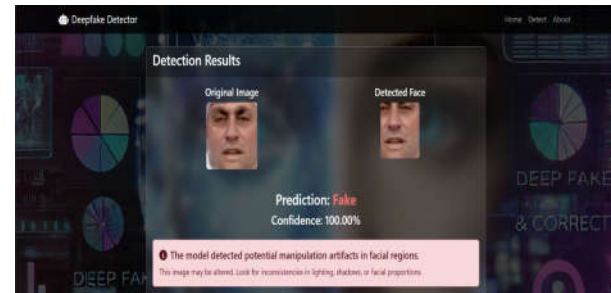 Deepfake Detector
Home Detect About
Detection Results
Original Image
Detected Face
Prediction: Fake
Confidence: 100.00%
The model detected potential manipulation artifacts in facial regions.
This image may be altered. Look for inconsistencies in lighting, shadows, or facial proportions.
DEEP FAKE
& CORRECT
DIEEP FAK